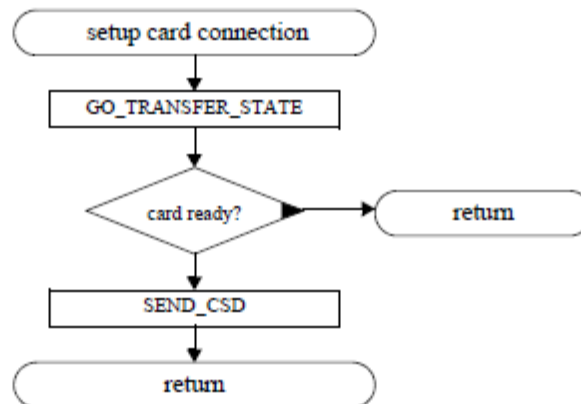 setup card connection
GO_TRANSFER_STATE
card ready?
return
SEND_CSD
return